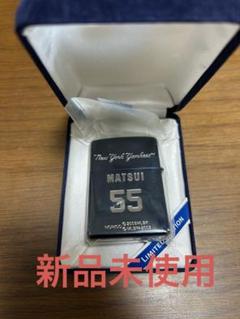 "New York Yankees"
MATSUI
55
LIMITED EDITION
新品未使用